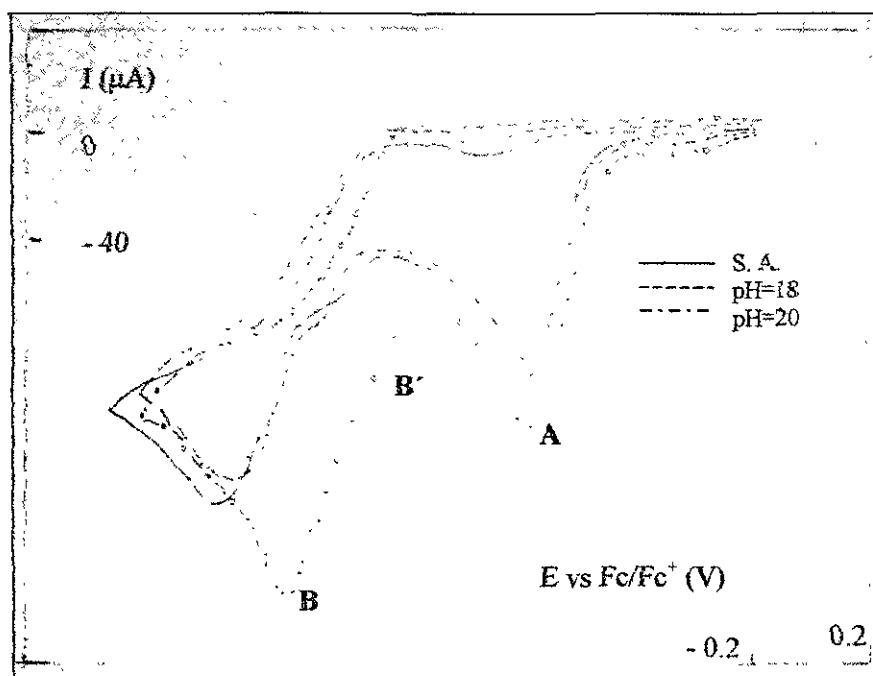 I (μA)
0
- 40
S. A.
pH=18
pH=20
B´
A
B
E vs Fc/Fc⁺ (V)
- 0.2
0.2